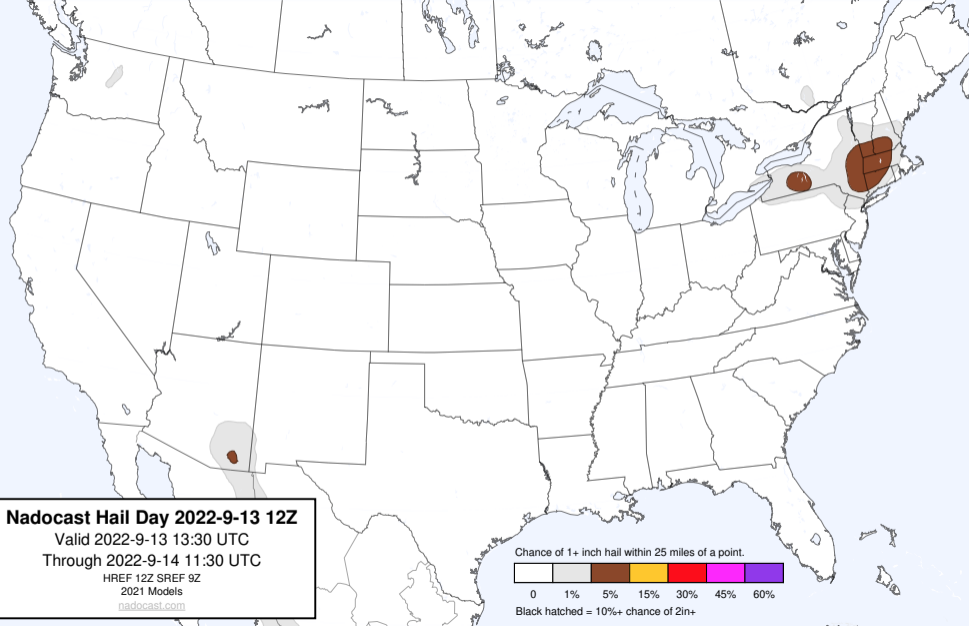 Nadocast Hail Day 2022-9-13 12Z
Valid 2022-9-13 13:30 UTC
Through 2022-9-14 11:30 UTC
HREF 12Z SREF 9Z
2021 Models
nadocast.com
Chance of 1+ inch hail within 25 miles of a point.
0 1% 5% 15% 30% 45% 60%
Black hatched = 10%+ chance of 2in+